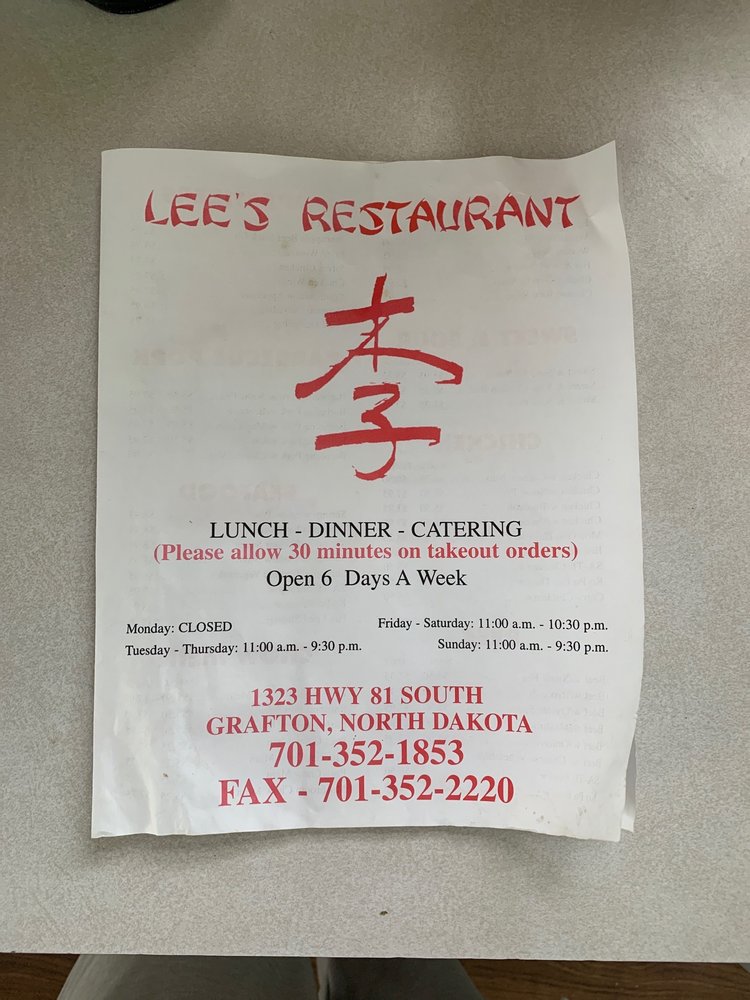 LEE'S RESTAURANT
李
LUNCH - DINNER - CATERING
(Please allow 30 minutes on takeout orders)
Open 6 Days A Week
Monday: CLOSED
Tuesday - Thursday: 11:00 a.m. - 9:30 p.m.
Friday - Saturday: 11:00 a.m. - 10:30 p.m.
Sunday: 11:00 a.m. - 9:30 p.m.
1323 HWY 81 SOUTH
GRAFTON, NORTH DAKOTA
701-352-1853
FAX - 701-352-2220